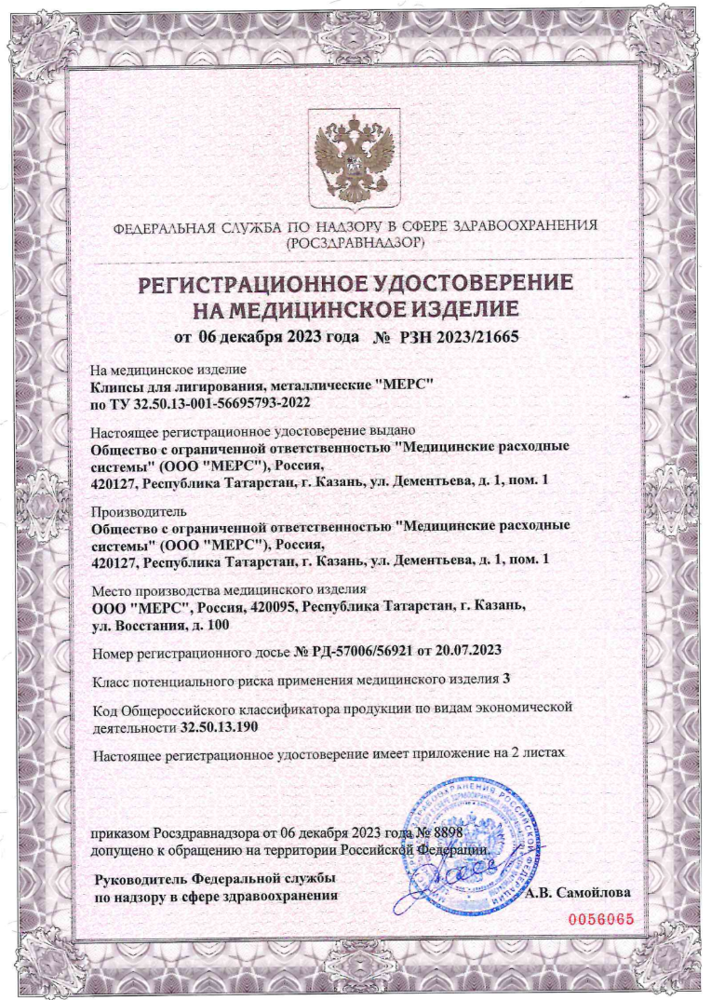 ФЕДЕРАЛЬНАЯ СЛУЖБА ПО НАДЗОРУ В СФЕРЕ ЗДРАВООХРАНЕНИЯ
(РОСЗДРАВНАДЗОР)
РЕГИСТРАЦИОННОЕ УДОСТОВЕРЕНИЕ
НА МЕДИЦИНСКОЕ ИЗДЕЛИЕ
от 06 декабря 2023 года № РЗН 2023/21665
На медицинское изделие
Клипсы для лигирования, металлические "МЕРС"
по ТУ 32.50.13-001-56695793-2022
Настоящее регистрационное удостоверение выдано
Общество с ограниченной ответственностью "Медицинские расходные
системы" (ООО "МЕРС"), Россия,
420127, Республика Татарстан, г. Казань, ул. Дементьева, д. 1, пом. 1
Производитель
Общество с ограниченной ответственностью "Медицинские расходные
системы" (ООО "МЕРС"), Россия,
420127, Республика Татарстан, г. Казань, ул. Дементьева, д. 1, пом. 1
Место производства медицинского изделия
ООО "МЕРС", Россия, 420095, Республика Татарстан, г. Казань,
ул. Восстания, д. 100
Номер регистрационного досье № РД-57006/56921 от 20.07.2023
Класс потенциального риска применения медицинского изделия 3
Код Общероссийского классификатора продукции по видам экономической
деятельности 32.50.13.190
Настоящее регистрационное удостоверение имеет приложение на 2 листах
приказом Росздравнадзора от 06 декабря 2023 года № 8898
допущено к обращению на территории Российской Федерации.
Руководитель Федеральной службы
по надзору в сфере здравоохранения
А.В. Самойлова
0056065